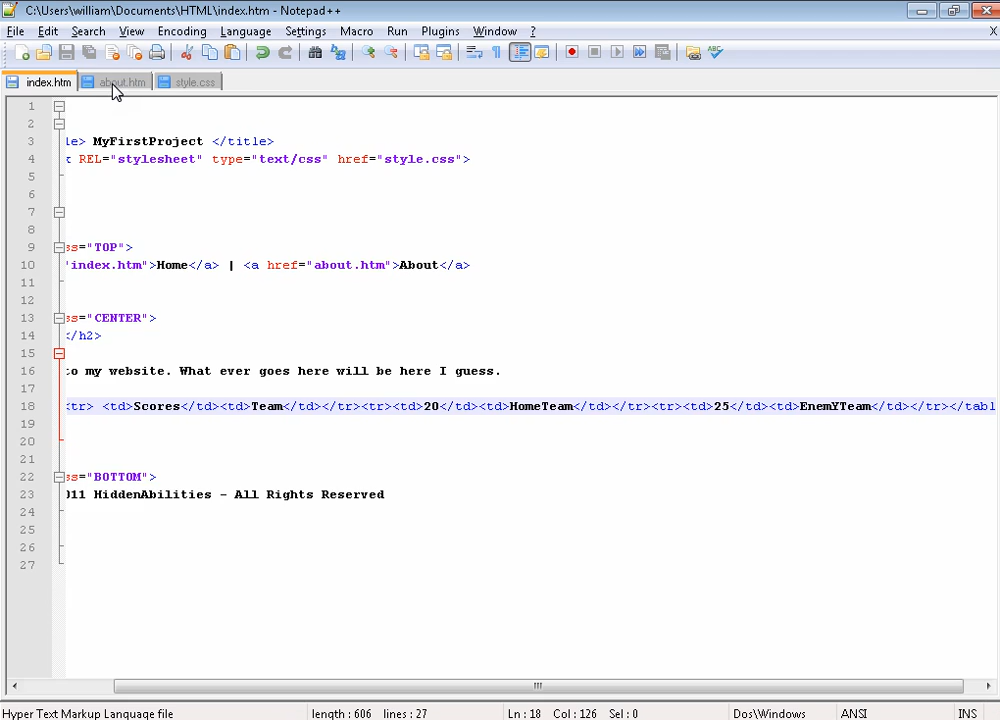 C:\Users\william\Documents\HTML\index.htm - Notepad++
File Edit Search View Encoding Language Settings Macro Run Plugins Window ? X
index.htm about.htm style.css
1
2
3 le> MyFirstProject </title>
4 REL="stylesheet" type="text/css" href="style.css">
5
6
7
8
9 ss="TOP">
10 "index.htm">Home</a> | <a href="about.htm">About</a>
11
12
13 ss="CENTER">
14 </h2>
15
16 to my website. What ever goes here will be here I guess.
17
18 <tr> <td>Scores</td><td>Team</td></tr><tr><td>20</td><td>HomeTeam</td></tr><tr><td>25</td><td>EnemYTeam</td></tr></tabl
19
20
21
22 ss="BOTTOM">
23 011 HiddenAbilities - All Rights Reserved
24
25
26
27
Hyper Text Markup Language file length : 606 lines : 27 Ln : 18 Col : 126 Sel : 0 Dos\Windows ANSI INS